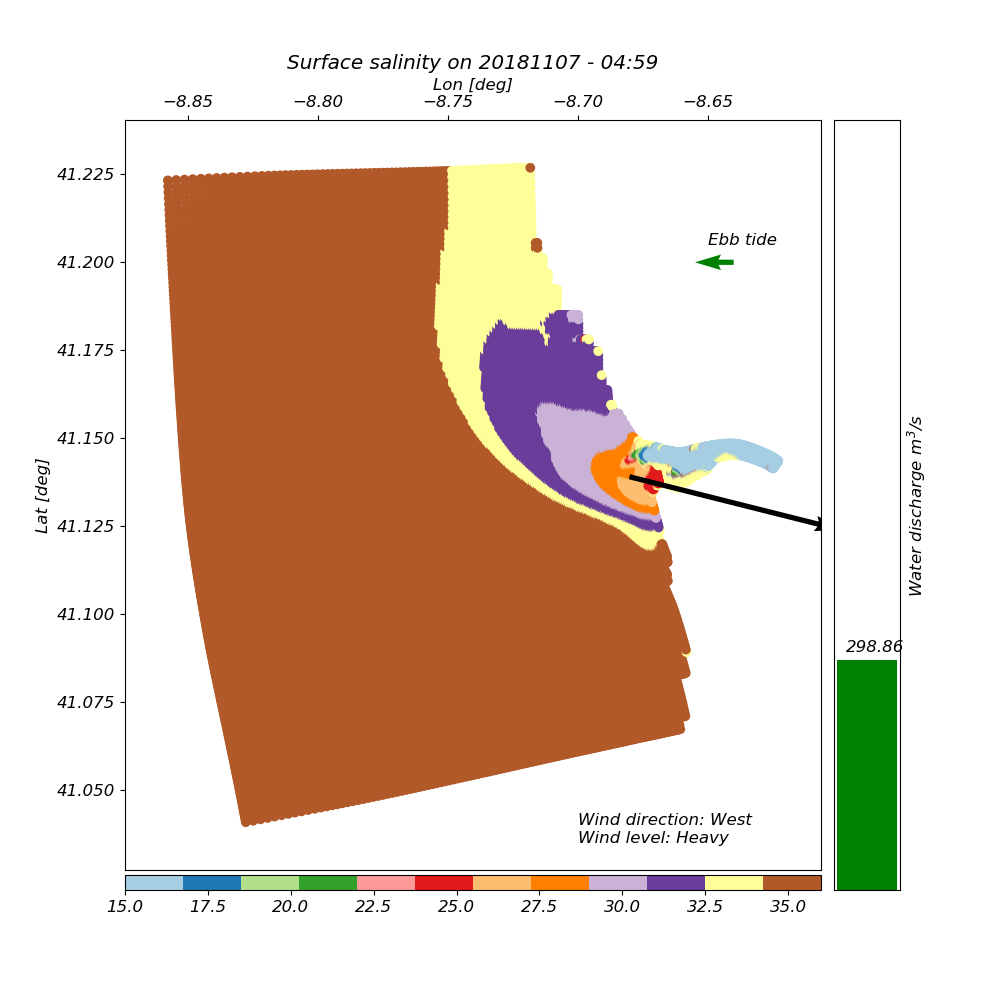 Surface salinity on 20181107 - 04:59
Lon [deg]
−8.85 −8.80 −8.75 −8.70 −8.65
41.225
41.200
41.175
41.150
41.125
41.100
41.075
41.050
Lat [deg]
Ebb tide
Wind direction: West
Wind level: Heavy
15.0 17.5 20.0 22.5 25.0 27.5 30.0 32.5 35.0
298.86
Water discharge m³/s